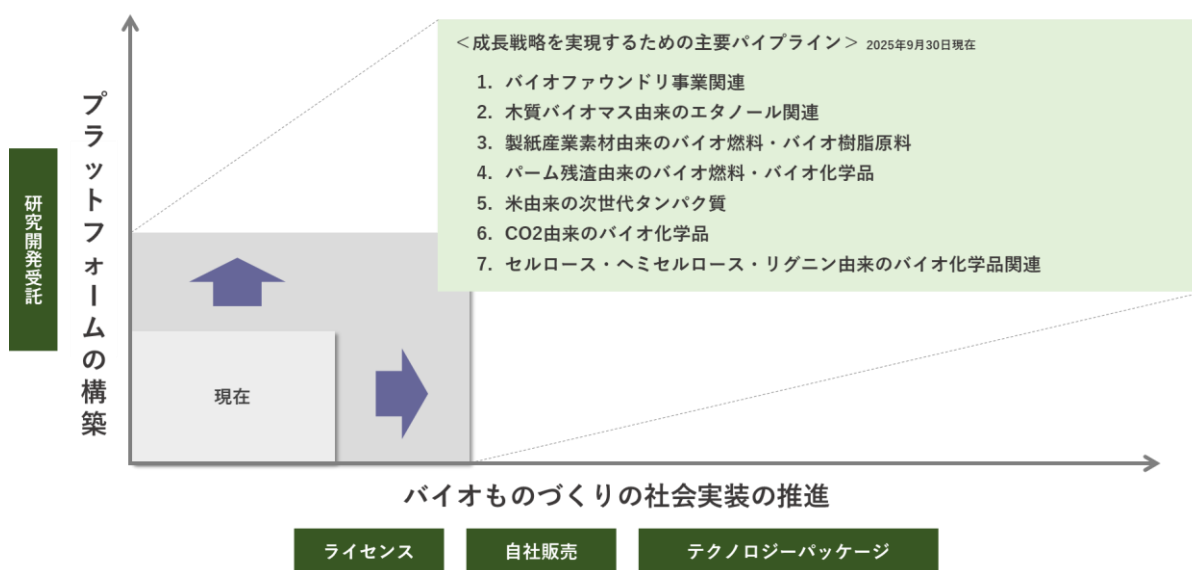 ＜成長戦略を実現するための主要パイプライン＞ 2025年9月30日現在
1. バイオファウンドリ事業関連
2. 木質バイオマス由来のエタノール関連
3. 製紙産業素材由来のバイオ燃料・バイオ樹脂原料
4. パーム残渣由来のバイオ燃料・バイオ化学品
5. 米由来の次世代タンパク質
6. CO2由来のバイオ化学品
7. セルロース・ヘミセルロース・リグニン由来のバイオ化学品関連
研究開発受託
プラットフォームの構築
現在
バイオものづくりの社会実装の推進
ライセンス
自社販売
テクノロジーパッケージ